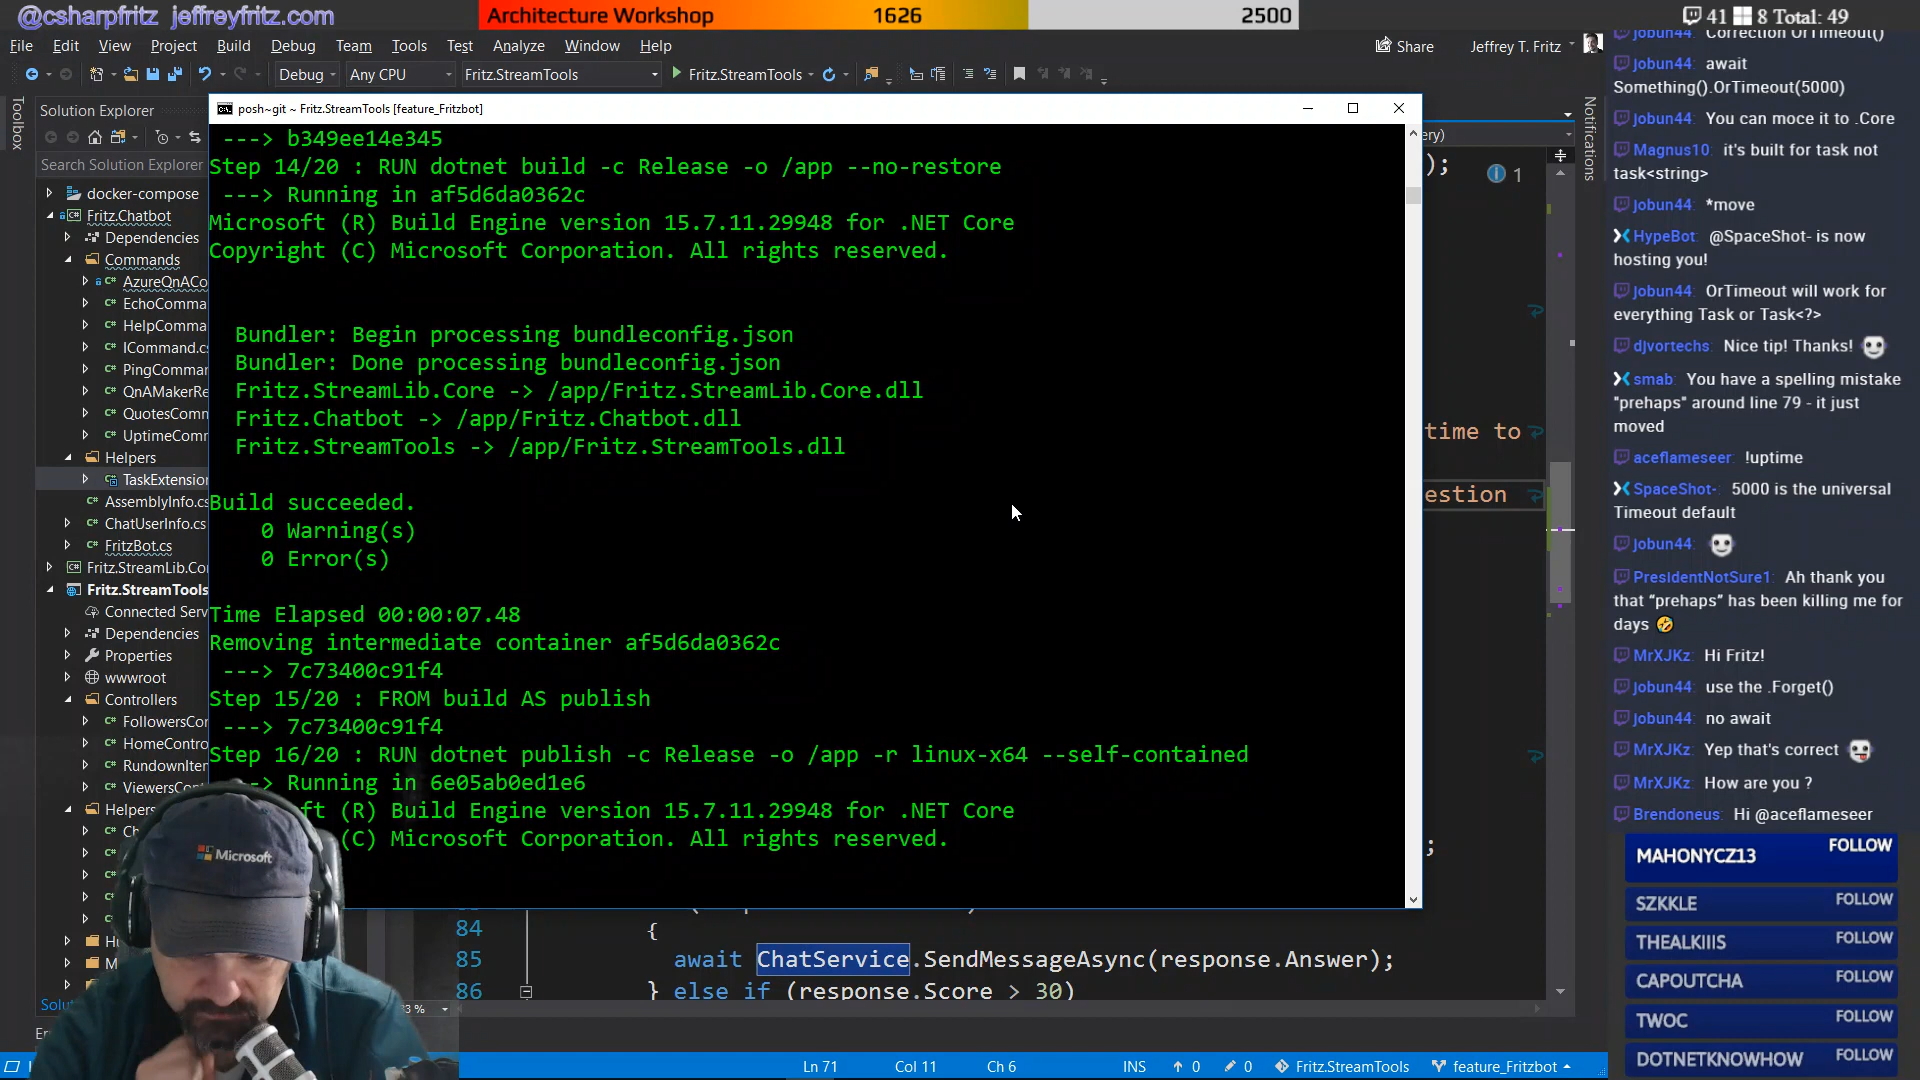 @csharpfritz jeffreyfritz.com
Architecture Workshop 1626 2500
41 8 Total: 49
File Edit View Project Build Debug Team Tools Test Analyze Window Help
Share Jeffrey T. Fritz
Debug Any CPU Fritz.StreamTools Fritz.StreamTools
Toolbox
Solution Explorer
Search Solution Explorer
docker-compose
Fritz.Chatbot
Dependencies
Commands
AzureQnACo
EchoComma
HelpComma
ICommand.cs
PingComman
QnAMakerRe
QuotesComm
UptimeComm
Helpers
TaskExtension
AssemblyInfo.cs
ChatUserInfo.cs
FritzBot.cs
Fritz.StreamLib.Co
Fritz.StreamTools
Connected Serv
Dependencies
Properties
wwwroot
Controllers
FollowersCor
HomeContro
RundownIten
ViewersCont
Helpers
posh~git ~ Fritz.StreamTools [feature_Fritzbot]
---> b349ee14e345
Step 14/20 : RUN dotnet build -c Release -o /app --no-restore
---> Running in af5d6da0362c
Microsoft (R) Build Engine version 15.7.11.29948 for .NET Core
Copyright (C) Microsoft Corporation. All rights reserved.
Bundler: Begin processing bundleconfig.json
Bundler: Done processing bundleconfig.json
Fritz.StreamLib.Core -> /app/Fritz.StreamLib.Core.dll
Fritz.Chatbot -> /app/Fritz.Chatbot.dll
Fritz.StreamTools -> /app/Fritz.StreamTools.dll
Build succeeded.
0 Warning(s)
0 Error(s)
Time Elapsed 00:00:07.48
Removing intermediate container af5d6da0362c
---> 7c73400c91f4
Step 15/20 : FROM build AS publish
---> 7c73400c91f4
Step 16/20 : RUN dotnet publish -c Release -o /app -r linux-x64 --self-contained
Running in 6e05ab0ed1e6
(R) Build Engine version 15.7.11.29948 for .NET Core
(C) Microsoft Corporation. All rights reserved.
time to
estion
84 {
85 await ChatService.SendMessageAsync(response.Answer);
86 } else if (response.Score > 30)
Microsoft
Notifications
Ln 71 Col 11 Ch 6 INS 0 0 Fritz.StreamTools feature_Fritzbot
jobun44: Correction OrTimeout()
jobun44: await
Something().OrTimeout(5000)
jobun44: You can moce it to .Core
Magnus10: it's built for task not
task<string>
jobun44: *move
HypeBot: @SpaceShot- is now
hosting you!
jobun44: OrTimeout will work for
everything Task or Task<?>
djvortechs: Nice tip! Thanks!
smab: You have a spelling mistake
"prehaps" around line 79 - it just
moved
aceflameseer: !uptime
SpaceShot-: 5000 is the universal
Timeout default
jobun44:
PresidentNotSure1: Ah thank you
that “prehaps” has been killing me for
days
MrXJKz: Hi Fritz!
jobun44: use the .Forget()
jobun44: no await
MrXJKz: Yep that's correct
MrXJKz: How are you ?
Brendoneus: Hi @aceflameseer
MAHONYCZ13 FOLLOW
SZKKLE FOLLOW
THEALKIIIS FOLLOW
CAPOUTCHA FOLLOW
TWOC FOLLOW
DOTNETKNOWHOW FOLLOW